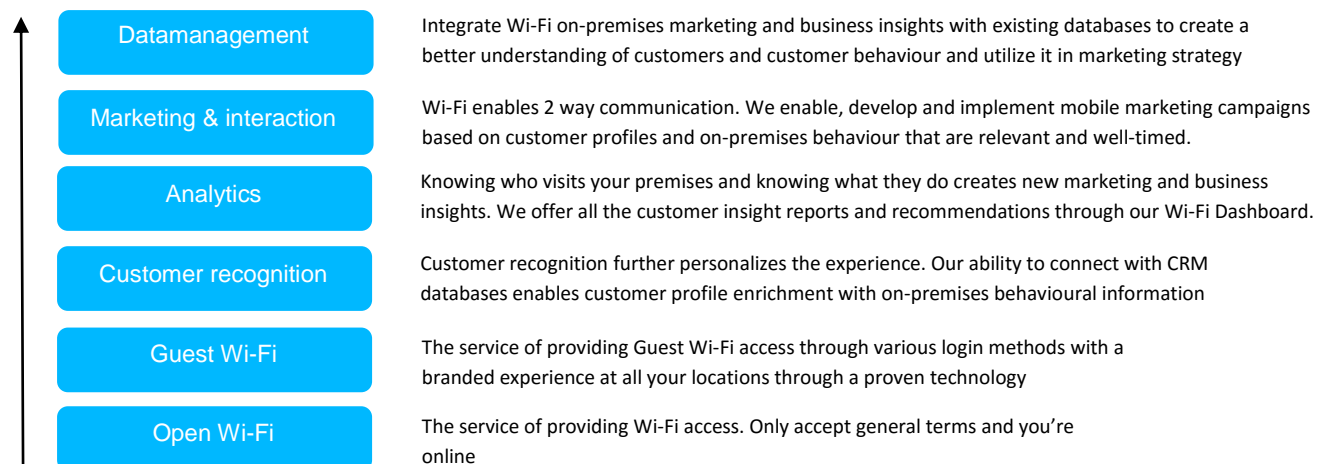 Datamanagement
Integrate Wi-Fi on-premises marketing and business insights with existing databases to create a
better understanding of customers and customer behaviour and utilize it in marketing strategy
Marketing & interaction
Wi-Fi enables 2 way communication. We enable, develop and implement mobile marketing campaigns
based on customer profiles and on-premises behaviour that are relevant and well-timed.
Analytics
Knowing who visits your premises and knowing what they do creates new marketing and business
insights. We offer all the customer insight reports and recommendations through our Wi-Fi Dashboard.
Customer recognition
Customer recognition further personalizes the experience. Our ability to connect with CRM
databases enables customer profile enrichment with on-premises behavioural information
Guest Wi-Fi
The service of providing Guest Wi-Fi access through various login methods with a
branded experience at all your locations through a proven technology
Open Wi-Fi
The service of providing Wi-Fi access. Only accept general terms and you’re
online